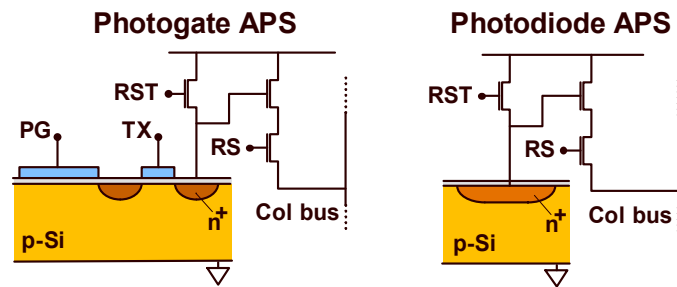 Photogate APS
RST
PG
TX
RS
n+
Col bus
p-Si
Photodiode APS
RST
RS
n+
Col bus
p-Si